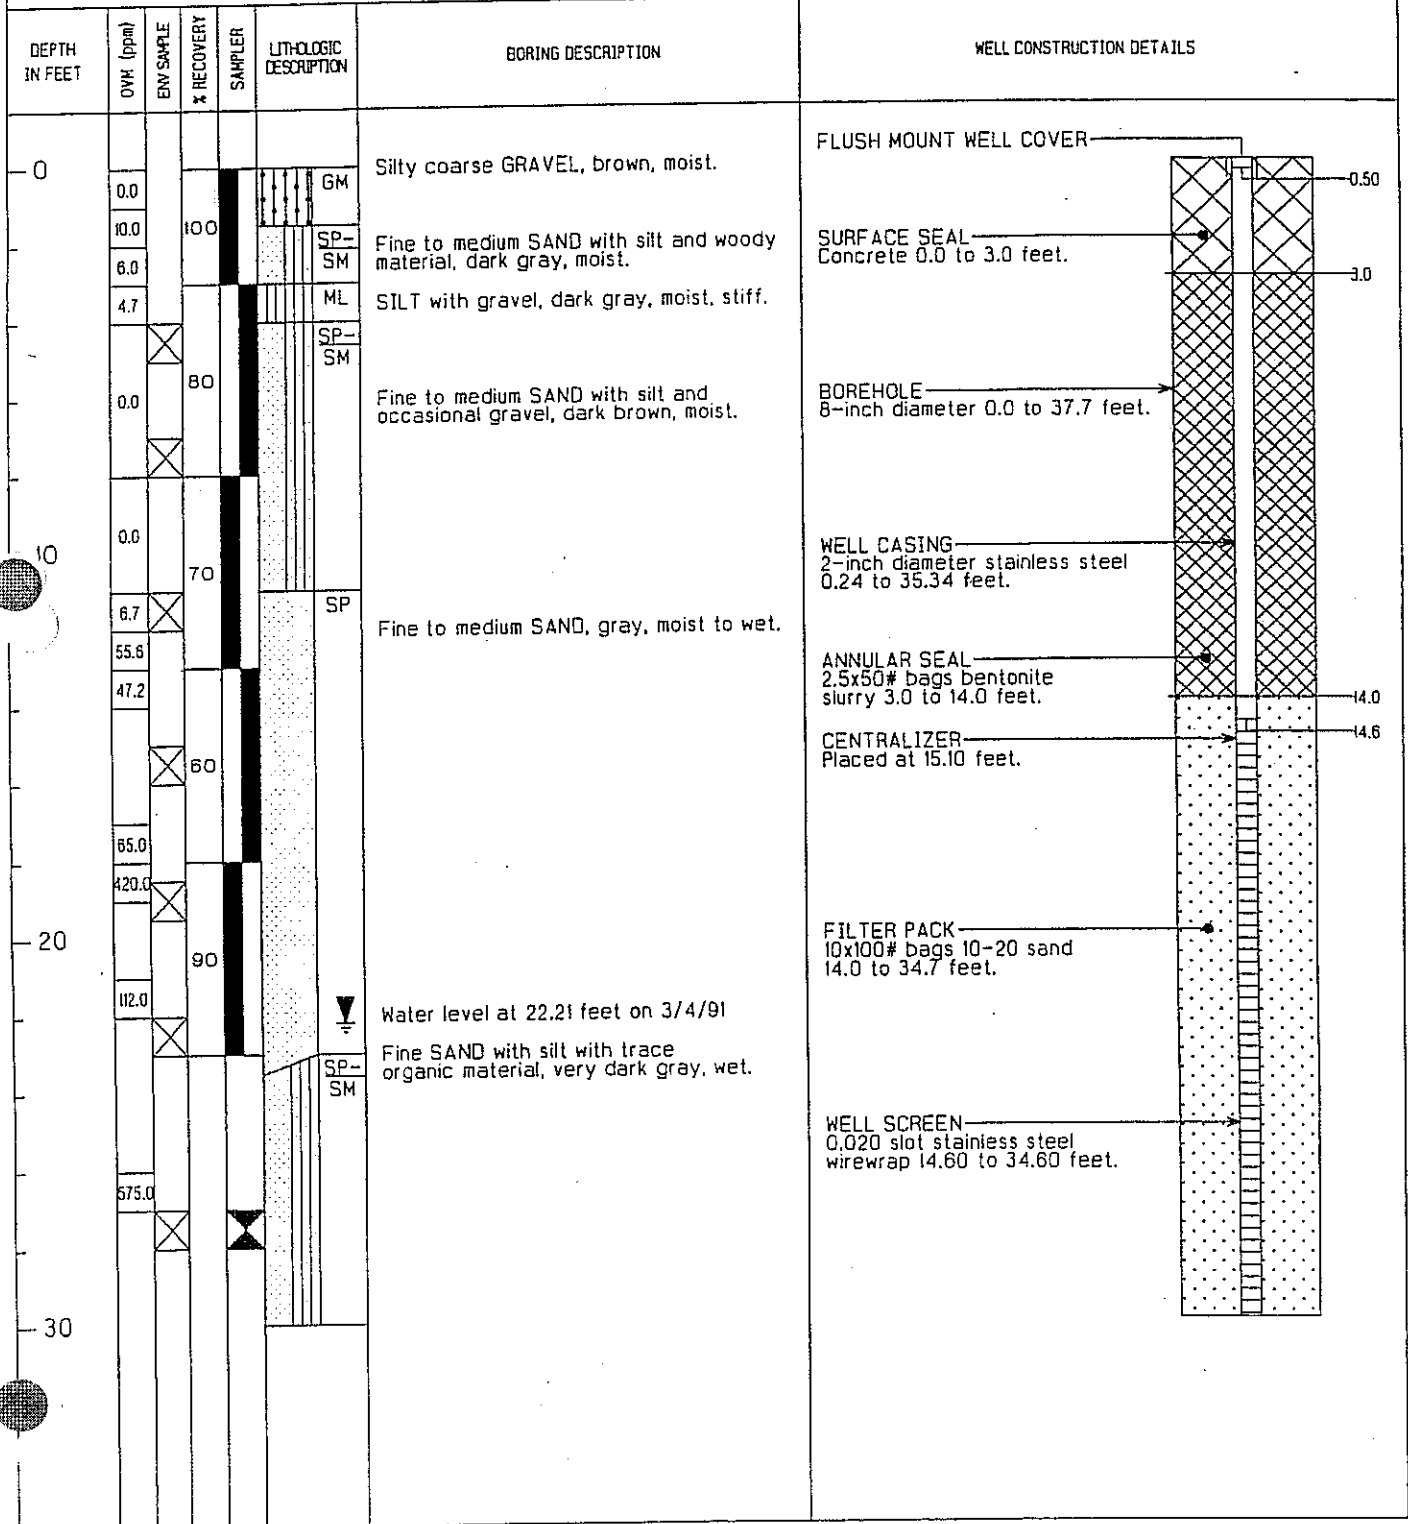 DEPTH
IN FEET
OVM (ppm)
ENV SAMPLE
% RECOVERY
SAMPLER
LITHOLOGIC
DESCRIPTION
BORING DESCRIPTION
WELL CONSTRUCTION DETAILS
0
10
20
30
0.0
10.0
6.0
4.7
0.0
0.0
6.7
55.6
47.2
65.0
420.0
112.0
575.0
100
80
70
60
90
GM
SP-
SM
ML
SP-
SM
SP
SP-
SM
Silty coarse GRAVEL, brown, moist.
Fine to medium SAND with silt and woody
material, dark gray, moist.
SILT with gravel, dark gray, moist, stiff.
Fine to medium SAND with silt and
occasional gravel, dark brown, moist.
Fine to medium SAND, gray, moist to wet.
Water level at 22.21 feet on 3/4/91
Fine SAND with silt with trace
organic material, very dark gray, wet.
FLUSH MOUNT WELL COVER
0.50
SURFACE SEAL
Concrete 0.0 to 3.0 feet.
3.0
BOREHOLE
8-inch diameter 0.0 to 37.7 feet.
WELL CASING
2-inch diameter stainless steel
0.24 to 35.34 feet.
ANNULAR SEAL
2.5x50# bags bentonite
slurry 3.0 to 14.0 feet.
14.0
14.6
CENTRALIZER
Placed at 15.10 feet.
FILTER PACK
10x100# bags 10-20 sand
14.0 to 34.7 feet.
WELL SCREEN
0.020 slot stainless steel
wirewrap 14.60 to 34.60 feet.